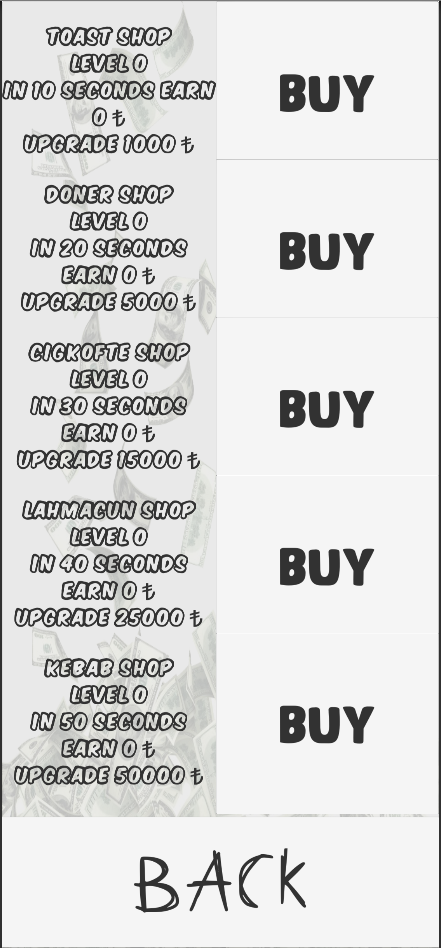 TOAST SHOP
LEVEL 0
IN 10 SECONDS EARN
0 ₺
UPGRADE 1000 ₺
BUY
DONER SHOP
LEVEL 0
IN 20 SECONDS
EARN 0 ₺
UPGRADE 5000 ₺
BUY
CIGKOFTE SHOP
LEVEL 0
IN 30 SECONDS
EARN 0 ₺
UPGRADE 15000 ₺
BUY
LAHMACUN SHOP
LEVEL 0
IN 40 SECONDS
EARN 0 ₺
UPGRADE 25000 ₺
BUY
KEBAB SHOP
LEVEL 0
IN 50 SECONDS
EARN 0 ₺
UPGRADE 50000 ₺
BUY
BACK